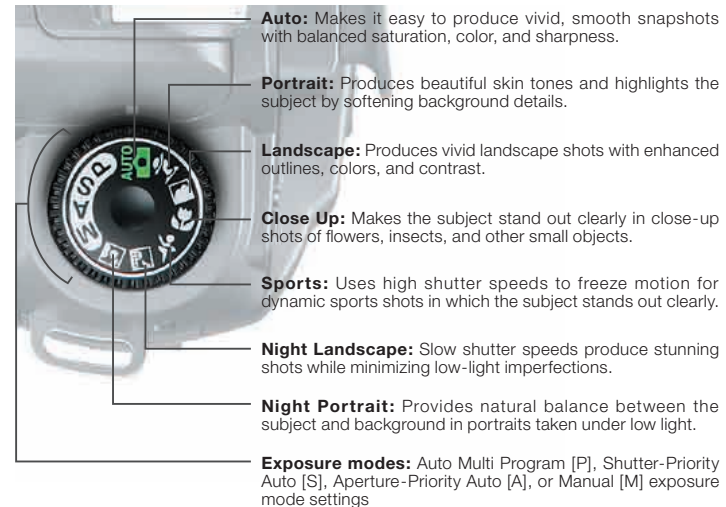 Auto: Makes it easy to produce vivid, smooth snapshots
with balanced saturation, color, and sharpness.
Portrait: Produces beautiful skin tones and highlights the
subject by softening background details.
Landscape: Produces vivid landscape shots with enhanced
outlines, colors, and contrast.
Close Up: Makes the subject stand out clearly in close-up
shots of flowers, insects, and other small objects.
Sports: Uses high shutter speeds to freeze motion for
dynamic sports shots in which the subject stands out clearly.
Night Landscape: Slow shutter speeds produce stunning
shots while minimizing low-light imperfections.
Night Portrait: Provides natural balance between the
subject and background in portraits taken under low light.
Exposure modes: Auto Multi Program [P], Shutter-Priority
Auto [S], Aperture-Priority Auto [A], or Manual [M] exposure
mode settings
AUTO
P
S
A
M